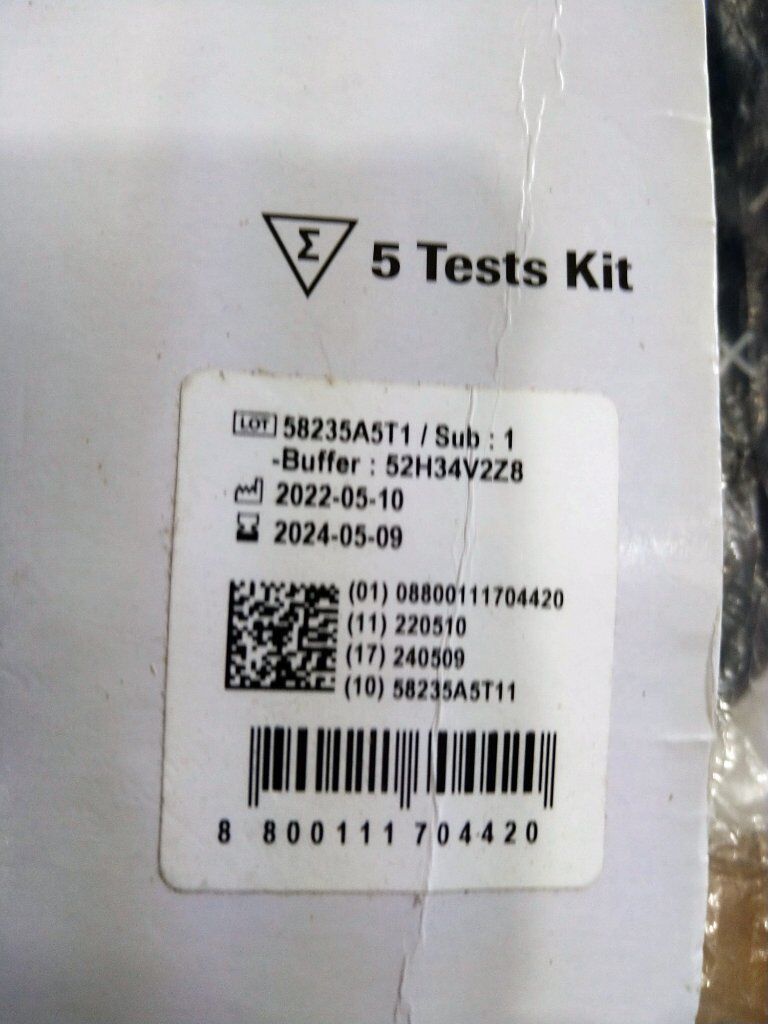 Σ 5 Tests Kit
LOT 58235A5T1 / Sub : 1
-Buffer : 52H34V2Z8
2022-05-10
2024-05-09
(01) 08800111704420
(11) 220510
(17) 240509
(10) 58235A5T11
8 800111 704420